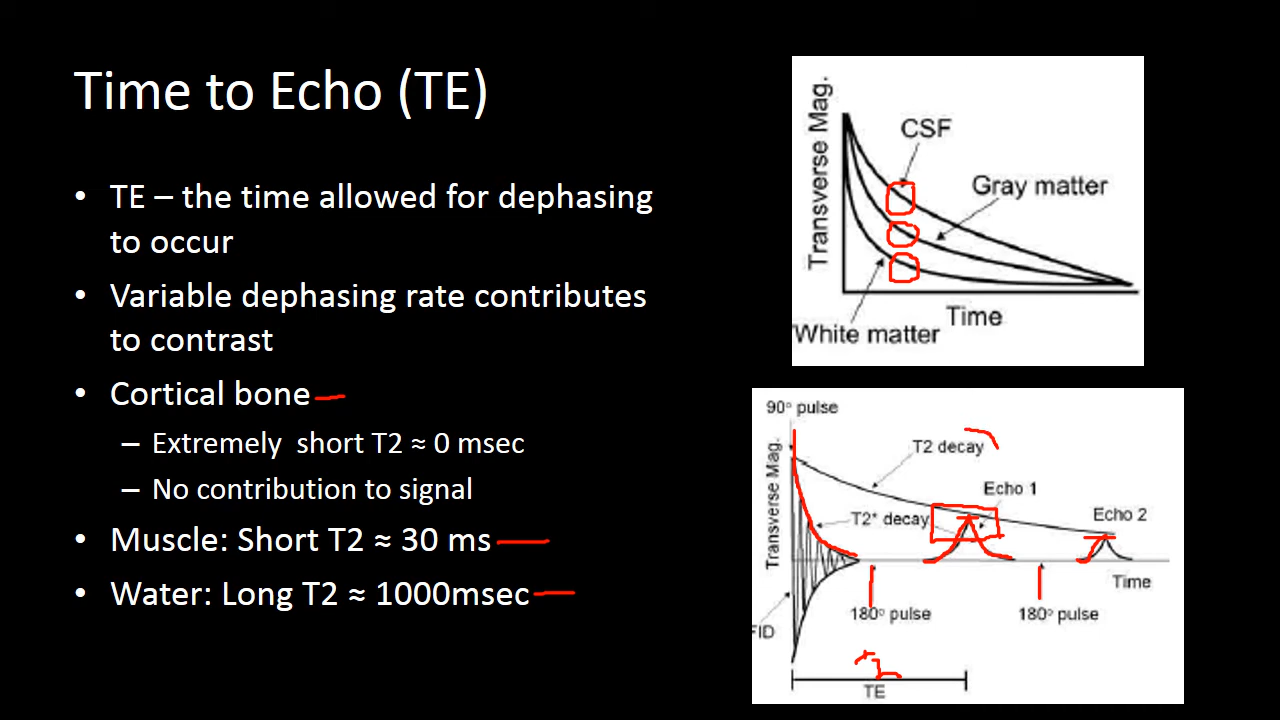 Time to Echo (TE)
• TE – the time allowed for dephasing
to occur
• Variable dephasing rate contributes
to contrast
• Cortical bone
– Extremely short T2 ≈ 0 msec
– No contribution to signal
• Muscle: Short T2 ≈ 30 ms
• Water: Long T2 ≈ 1000msec
Transverse Mag.
CSF
Gray matter
White matter
Time
90° pulse
Transverse Mag.
T2 decay
Echo 1
T2* decay
Echo 2
Time
180° pulse
180° pulse
FID
TE